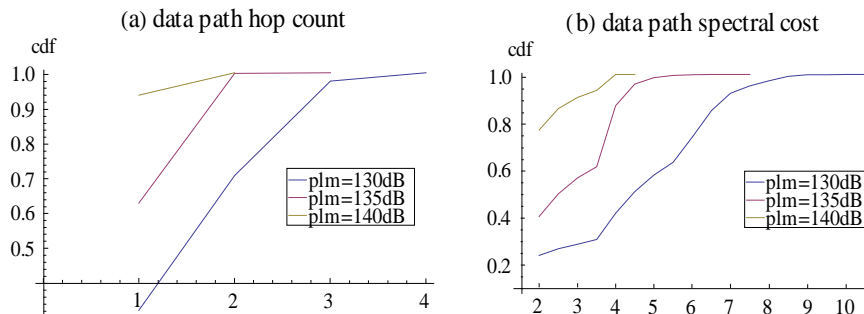 (a) data path hop count
cdf
1.0
0.9
0.8
0.7
0.6
0.5
plm=130dB
plm=135dB
plm=140dB
1 2 3 4
(b) data path spectral cost
cdf
1.0
0.8
0.6
0.4
0.2
plm=130dB
plm=135dB
plm=140dB
2 3 4 5 6 7 8 9 10